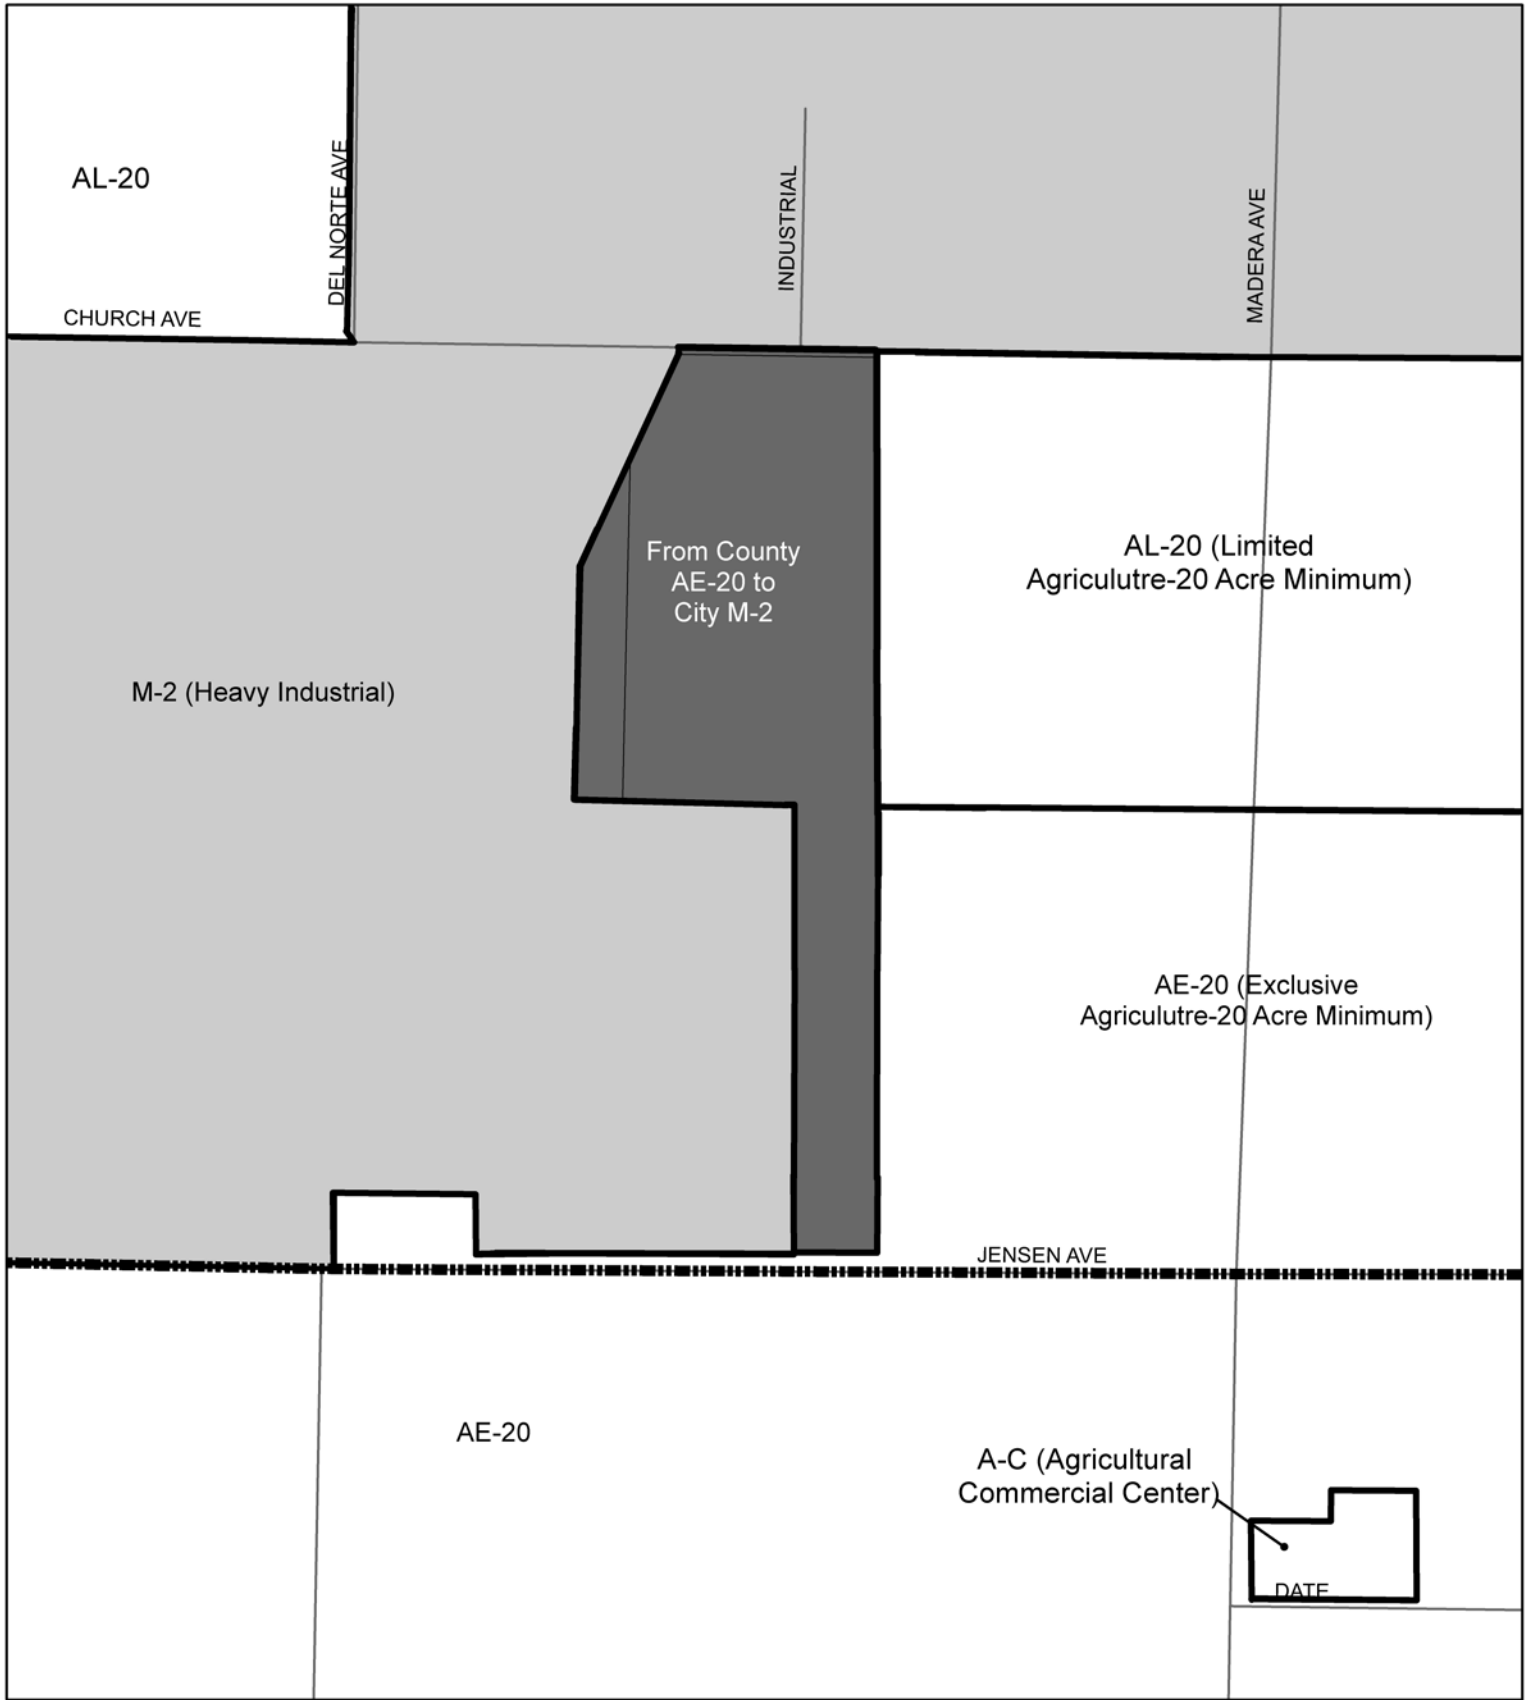 AL-20
DEL NORTE AVE
INDUSTRIAL
MADERA AVE
CHURCH AVE
From County
AE-20 to
City M-2
AL-20 (Limited
Agriculutre-20 Acre Minimum)
M-2 (Heavy Industrial)
AE-20 (Exclusive
Agriculutre-20 Acre Minimum)
JENSEN AVE
AE-20
A-C (Agricultural
Commercial Center)
DATE